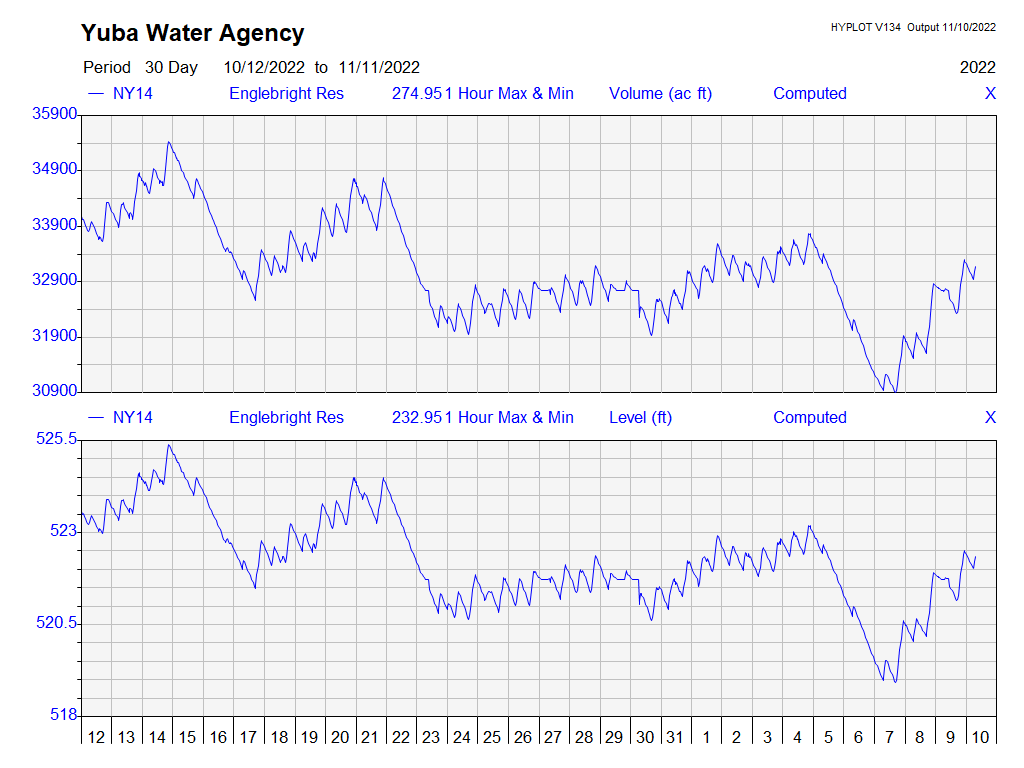 Yuba Water Agency
HYPLOT V134 Output 11/10/2022
Period 30 Day 10/12/2022 to 11/11/2022 2022
NY14 Englebright Res 274.951 Hour Max & Min Volume (ac ft) Computed X
35900
34900
33900
32900
31900
30900
NY14 Englebright Res 232.951 Hour Max & Min Level (ft) Computed X
525.5
523
520.5
518
12 13 14 15 16 17 18 19 20 21 22 23 24 25 26 27 28 29 30 31 1 2 3 4 5 6 7 8 9 10